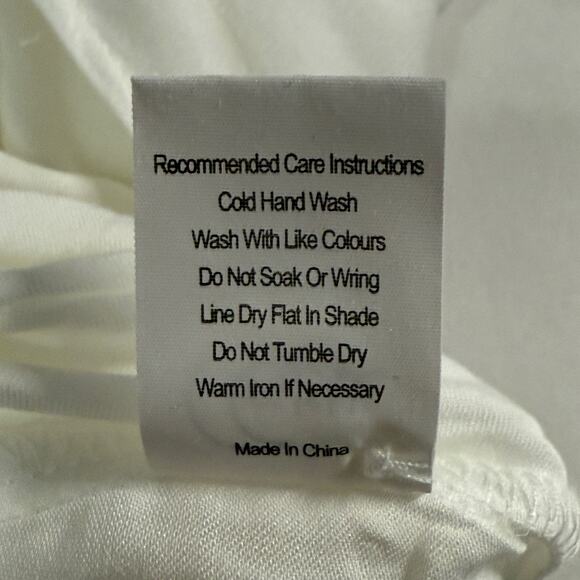 Recommended Care Instructions
Cold Hand Wash
Wash With Like Colours
Do Not Soak Or Wring
Line Dry Flat In Shade
Do Not Tumble Dry
Warm Iron If Necessary
Made In China